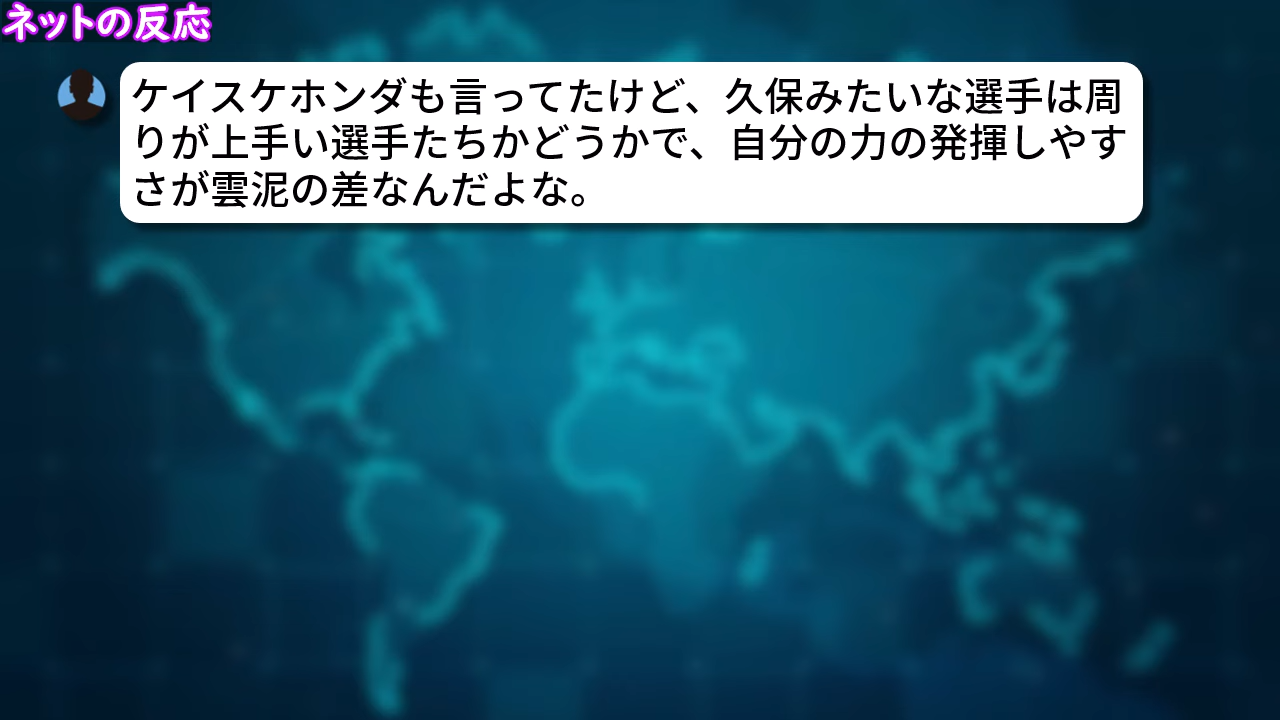 ネットの反応
ケイスケホンダも言ってたけど、久保みたいな選手は周
りが上手い選手たちかどうかで、自分の力の発揮しやす
さが雲泥の差なんだよな。